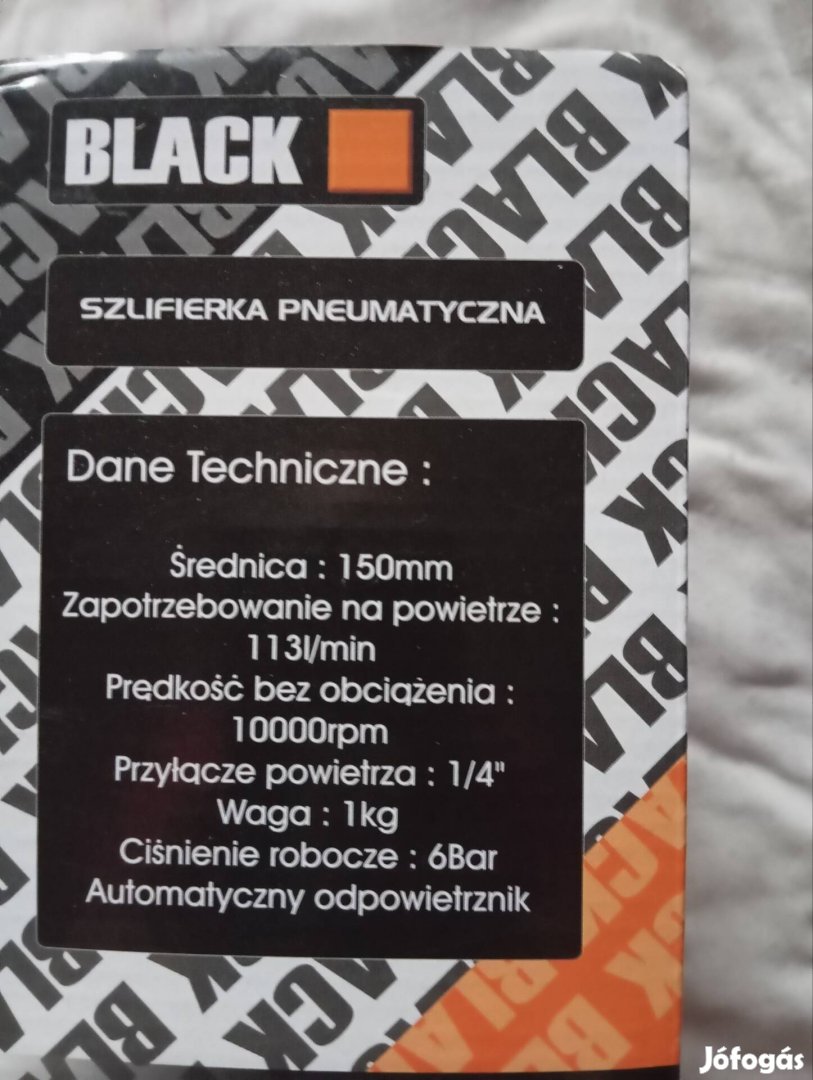 BLACK
SZLIFIERKA PNEUMATYCZNA
Dane Techniczne :
Średnica : 150mm
Zapotrzebowanie na powietrze :
113l/min
Prędkość bez obciążenia :
10000rpm
Przyłącze powietrza : 1/4"
Waga : 1kg
Ciśnienie robocze : 6Bar
Automatyczny odpowietrznik
Jófogás